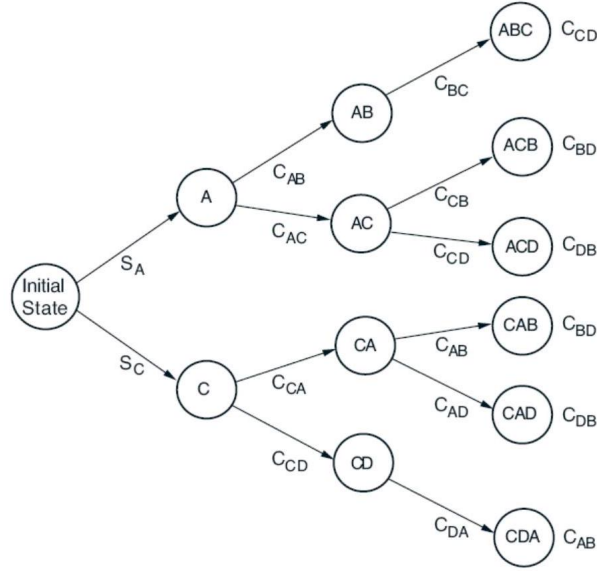 ABC C_CD
C_BC
AB
ACB C_BD
C_AB
C_CB
A
AC
C_AC
C_CD
ACD C_DB
S_A
Initial
State
CAB C_BD
CA
C_AB
S_C
C
C_CA
C_AD
CAD C_DB
C_CD
CD
C_DA
CDA C_AB